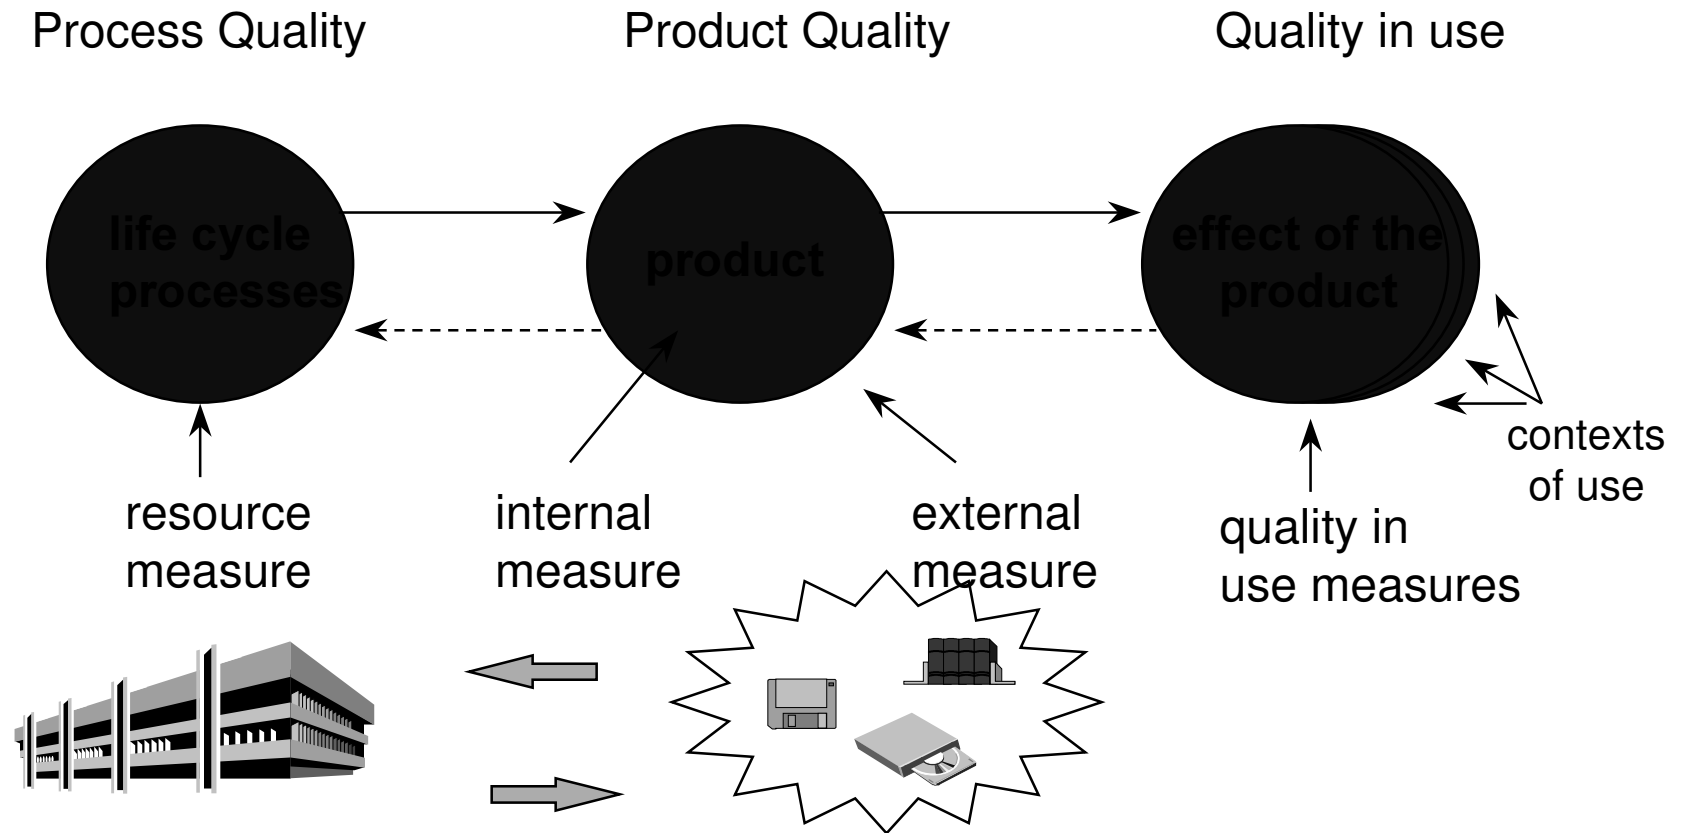 Process Quality
Product Quality
Quality in use
life cycle
processes
product
effect of the
product
contexts
of use
resource
measure
internal
measure
external
measure
quality in
use measures